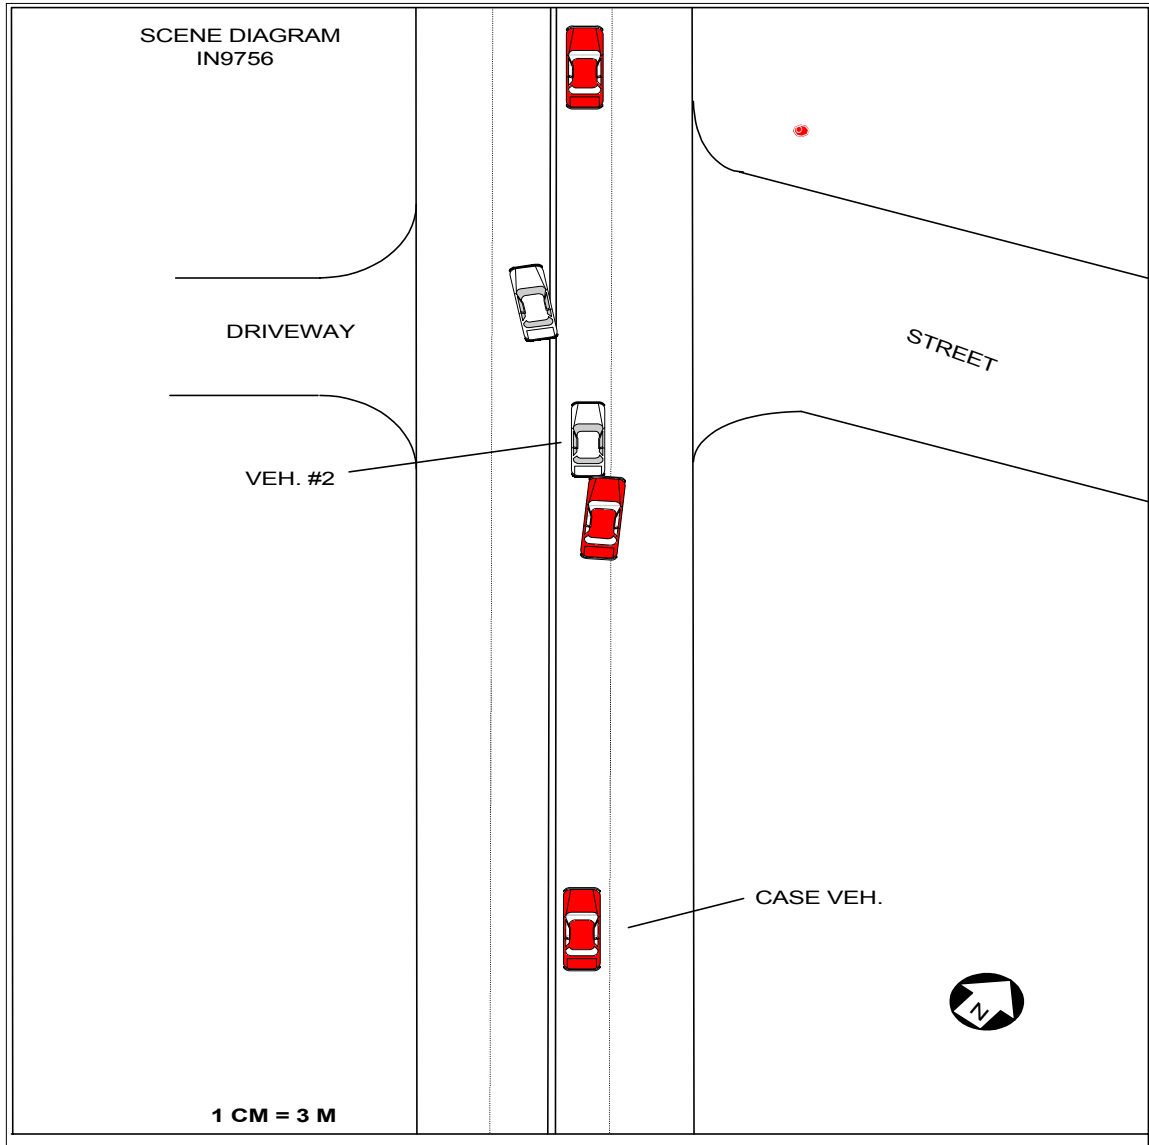 SCENE DIAGRAM
IN9756
DRIVEWAY
STREET
VEH. #2
CASE VEH.
N
1 CM = 3 M